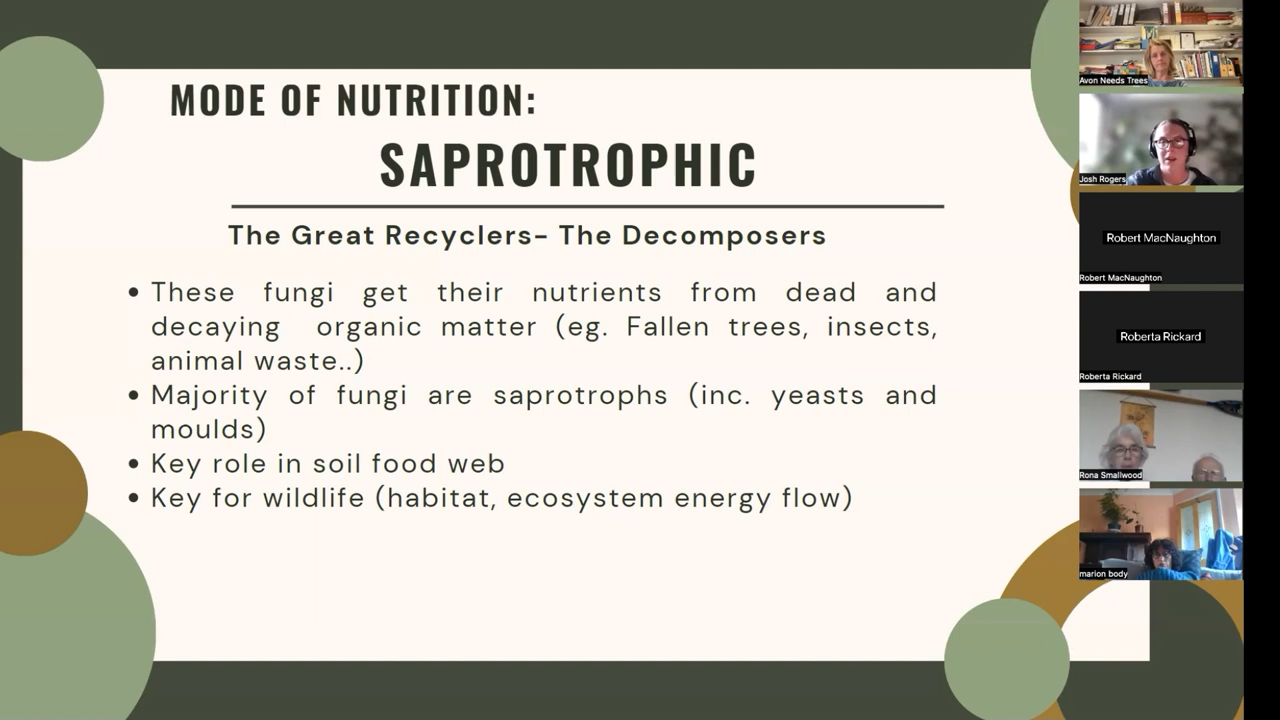 MODE OF NUTRITION:
SAPROTROPHIC
The Great Recyclers- The Decomposers
• These fungi get their nutrients from dead and
decaying organic matter (eg. Fallen trees, insects,
animal waste..)
• Majority of fungi are saprotrophs (inc. yeasts and
moulds)
• Key role in soil food web
• Key for wildlife (habitat, ecosystem energy flow)
Avon Needs Trees
Josh Rogers
Robert MacNaughton
Robert MacNaughton
Roberta Rickard
Roberta Rickard
Rona Smallwood
marion body